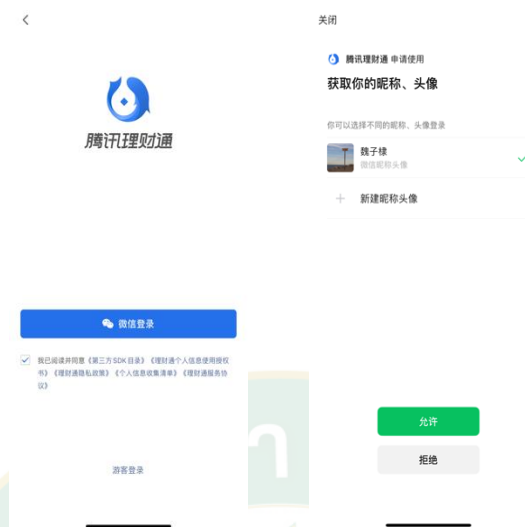 腾讯理财通
微信登录
我已阅读并同意《第三方SDK目录》《理财通个人信息使用授权
书》《理财通隐私政策》《个人信息收集清单》《理财通服务协
议》
游客登录
关闭
腾讯理财通 申请使用
获取你的昵称、头像
你可以选择不同的昵称、头像登录
魏子棣
微信昵称头像
新建昵称头像
允许
拒绝